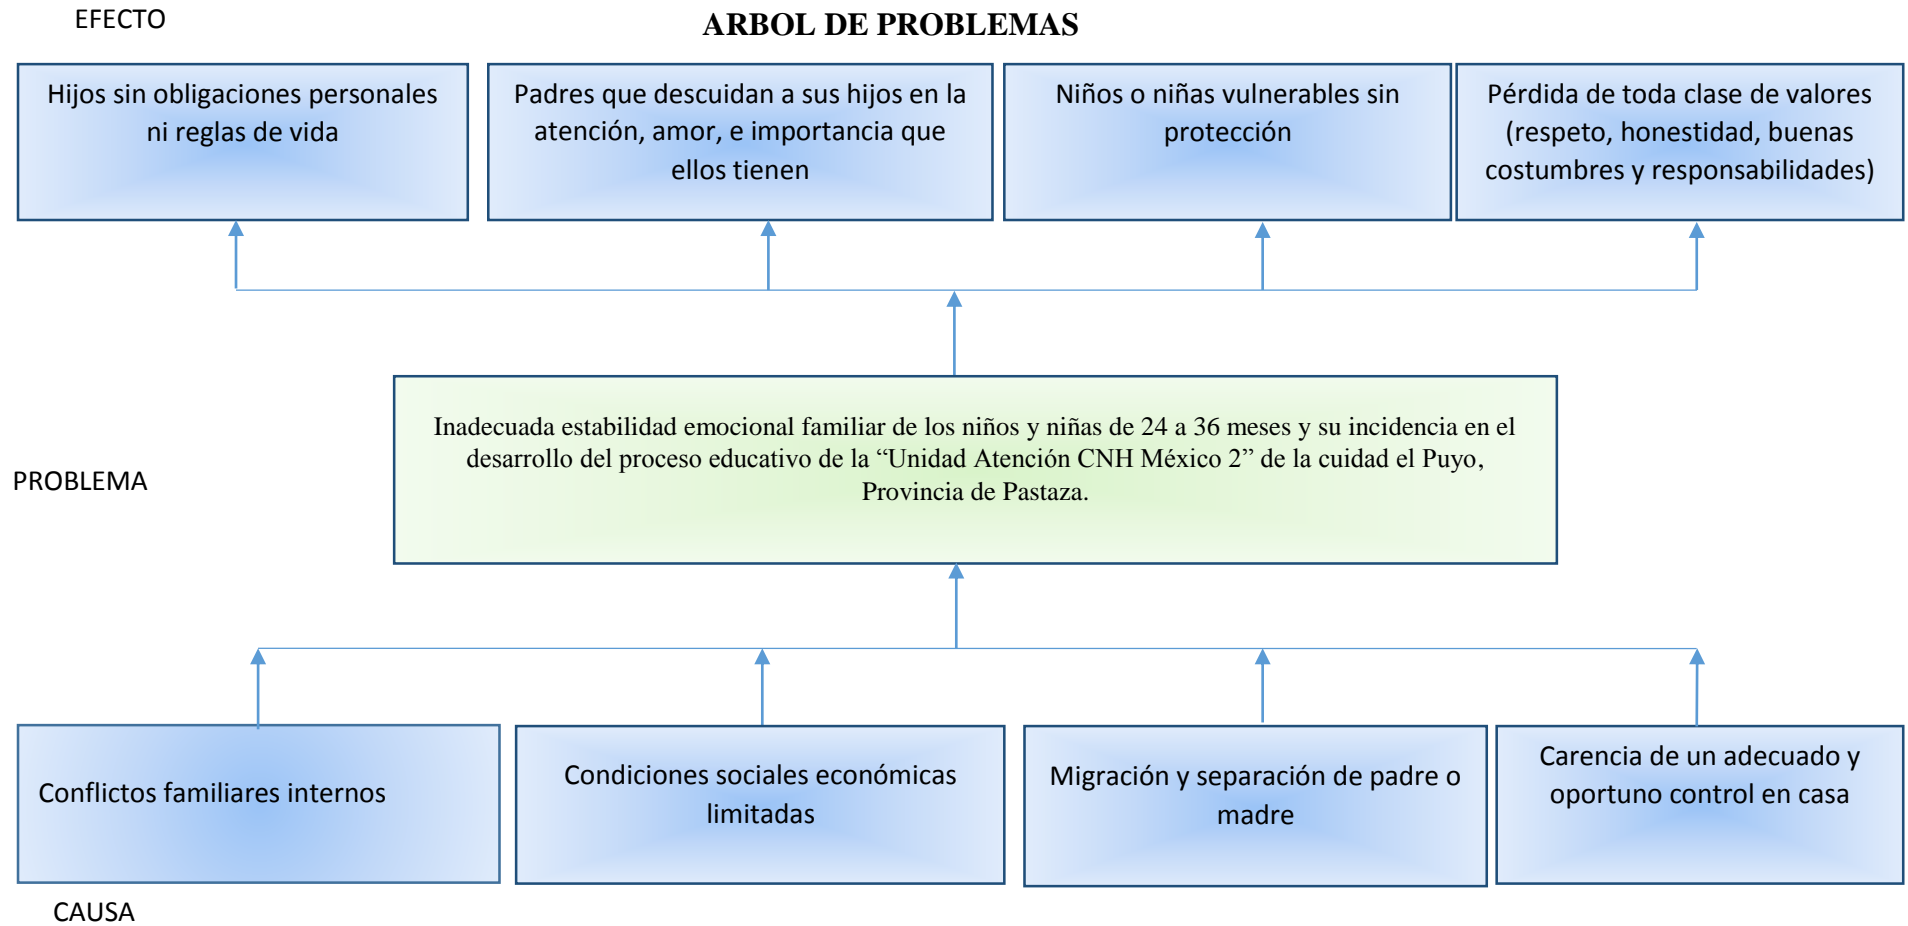 EFECTO
ARBOL DE PROBLEMAS
Hijos sin obligaciones personales
ni reglas de vida
Padres que descuidan a sus hijos en la
atención, amor, e importancia que
ellos tienen
Niños o niñas vulnerables sin
protección
Pérdida de toda clase de valores
(respeto, honestidad, buenas
costumbres y responsabilidades)
PROBLEMA
Inadecuada estabilidad emocional familiar de los niños y niñas de 24 a 36 meses y su incidencia en el
desarrollo del proceso educativo de la “Unidad Atención CNH México 2” de la cuidad el Puyo,
Provincia de Pastaza.
Conflictos familiares internos
Condiciones sociales económicas
limitadas
Migración y separación de padre o
madre
Carencia de un adecuado y
oportuno control en casa
CAUSA